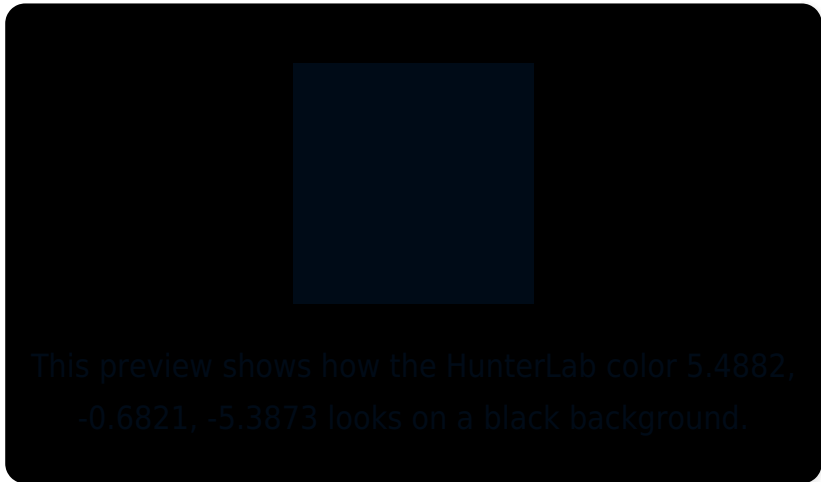 This preview shows how the HunterLab color 5.4882,
-0.6821, -5.3873 looks on a black background.